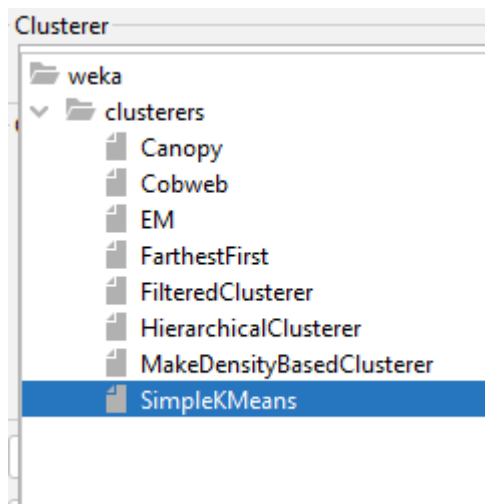 Clusterer
weka
clusterers
Canopy
Cobweb
EM
FarthestFirst
FilteredClusterer
HierarchicalClusterer
MakeDensityBasedClusterer
SimpleKMeans